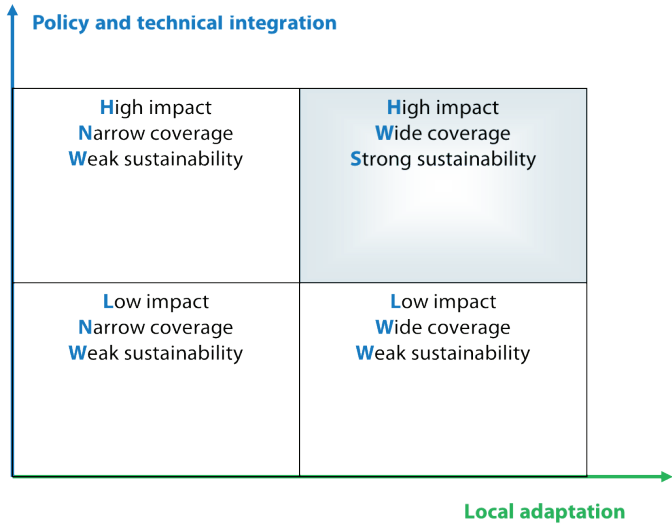 Policy and technical integration
High impact
Narrow coverage
Weak sustainability
High impact
Wide coverage
Strong sustainability
Low impact
Narrow coverage
Weak sustainability
Low impact
Wide coverage
Weak sustainability
Local adaptation